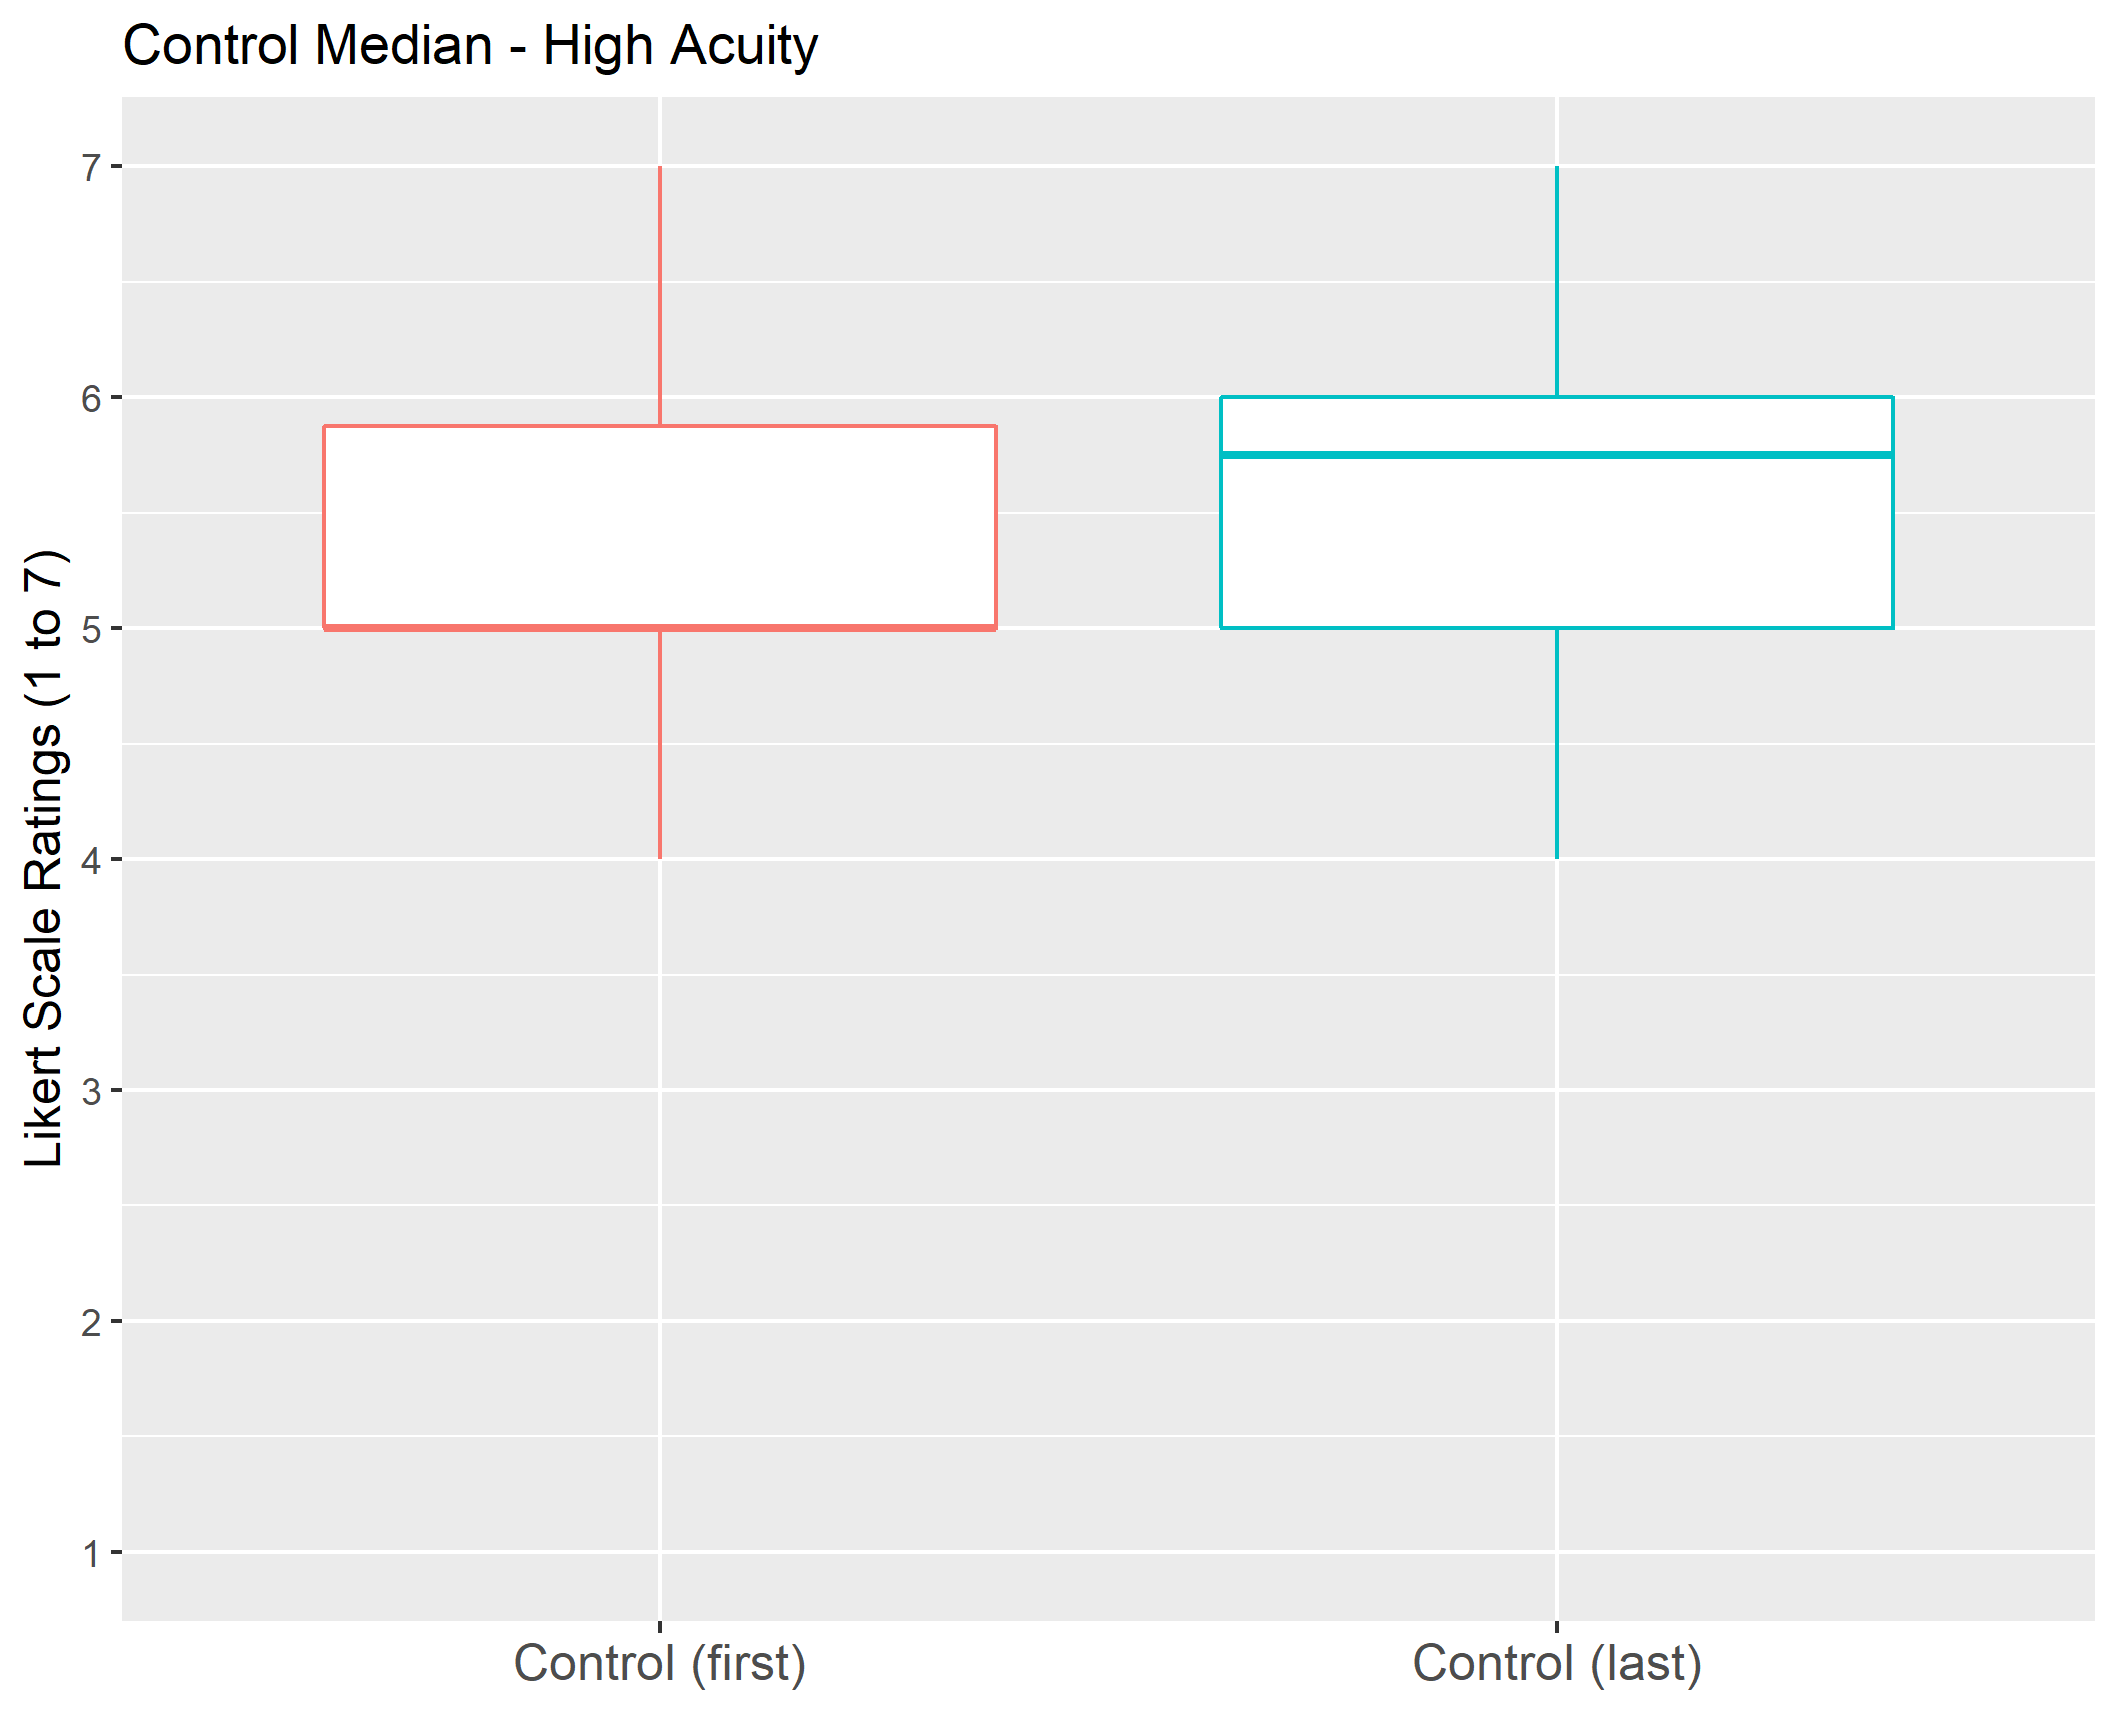 Control Median - High Acuity
Likert Scale Ratings (1 to 7)
7
6
5
4
3
2
1
Control (first)
Control (last)